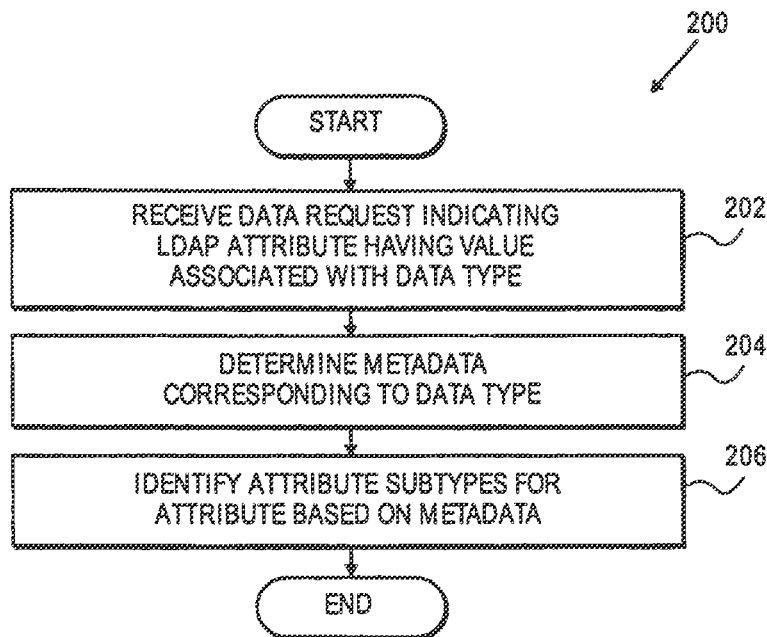 200
START
RECEIVE DATA REQUEST INDICATING
LDAP ATTRIBUTE HAVING VALUE
ASSOCIATED WITH DATA TYPE
202
DETERMINE METADATA
CORRESPONDING TO DATA TYPE
204
IDENTIFY ATTRIBUTE SUBTYPES FOR
ATTRIBUTE BASED ON METADATA
206
END